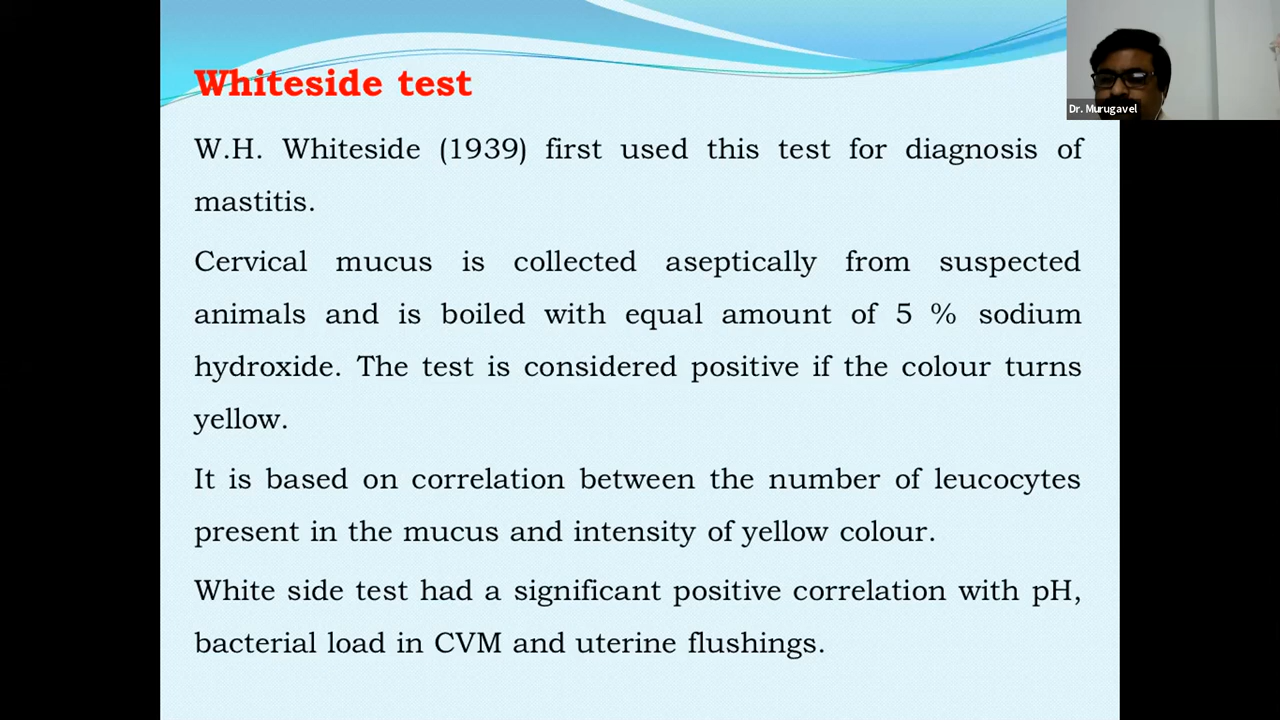 Whiteside test
Dr. Murugavel
W.H. Whiteside (1939) first used this test for diagnosis of
mastitis.
Cervical mucus is collected aseptically from suspected
animals and is boiled with equal amount of 5 % sodium
hydroxide. The test is considered positive if the colour turns
yellow.
It is based on correlation between the number of leucocytes
present in the mucus and intensity of yellow colour.
White side test had a significant positive correlation with pH,
bacterial load in CVM and uterine flushings.